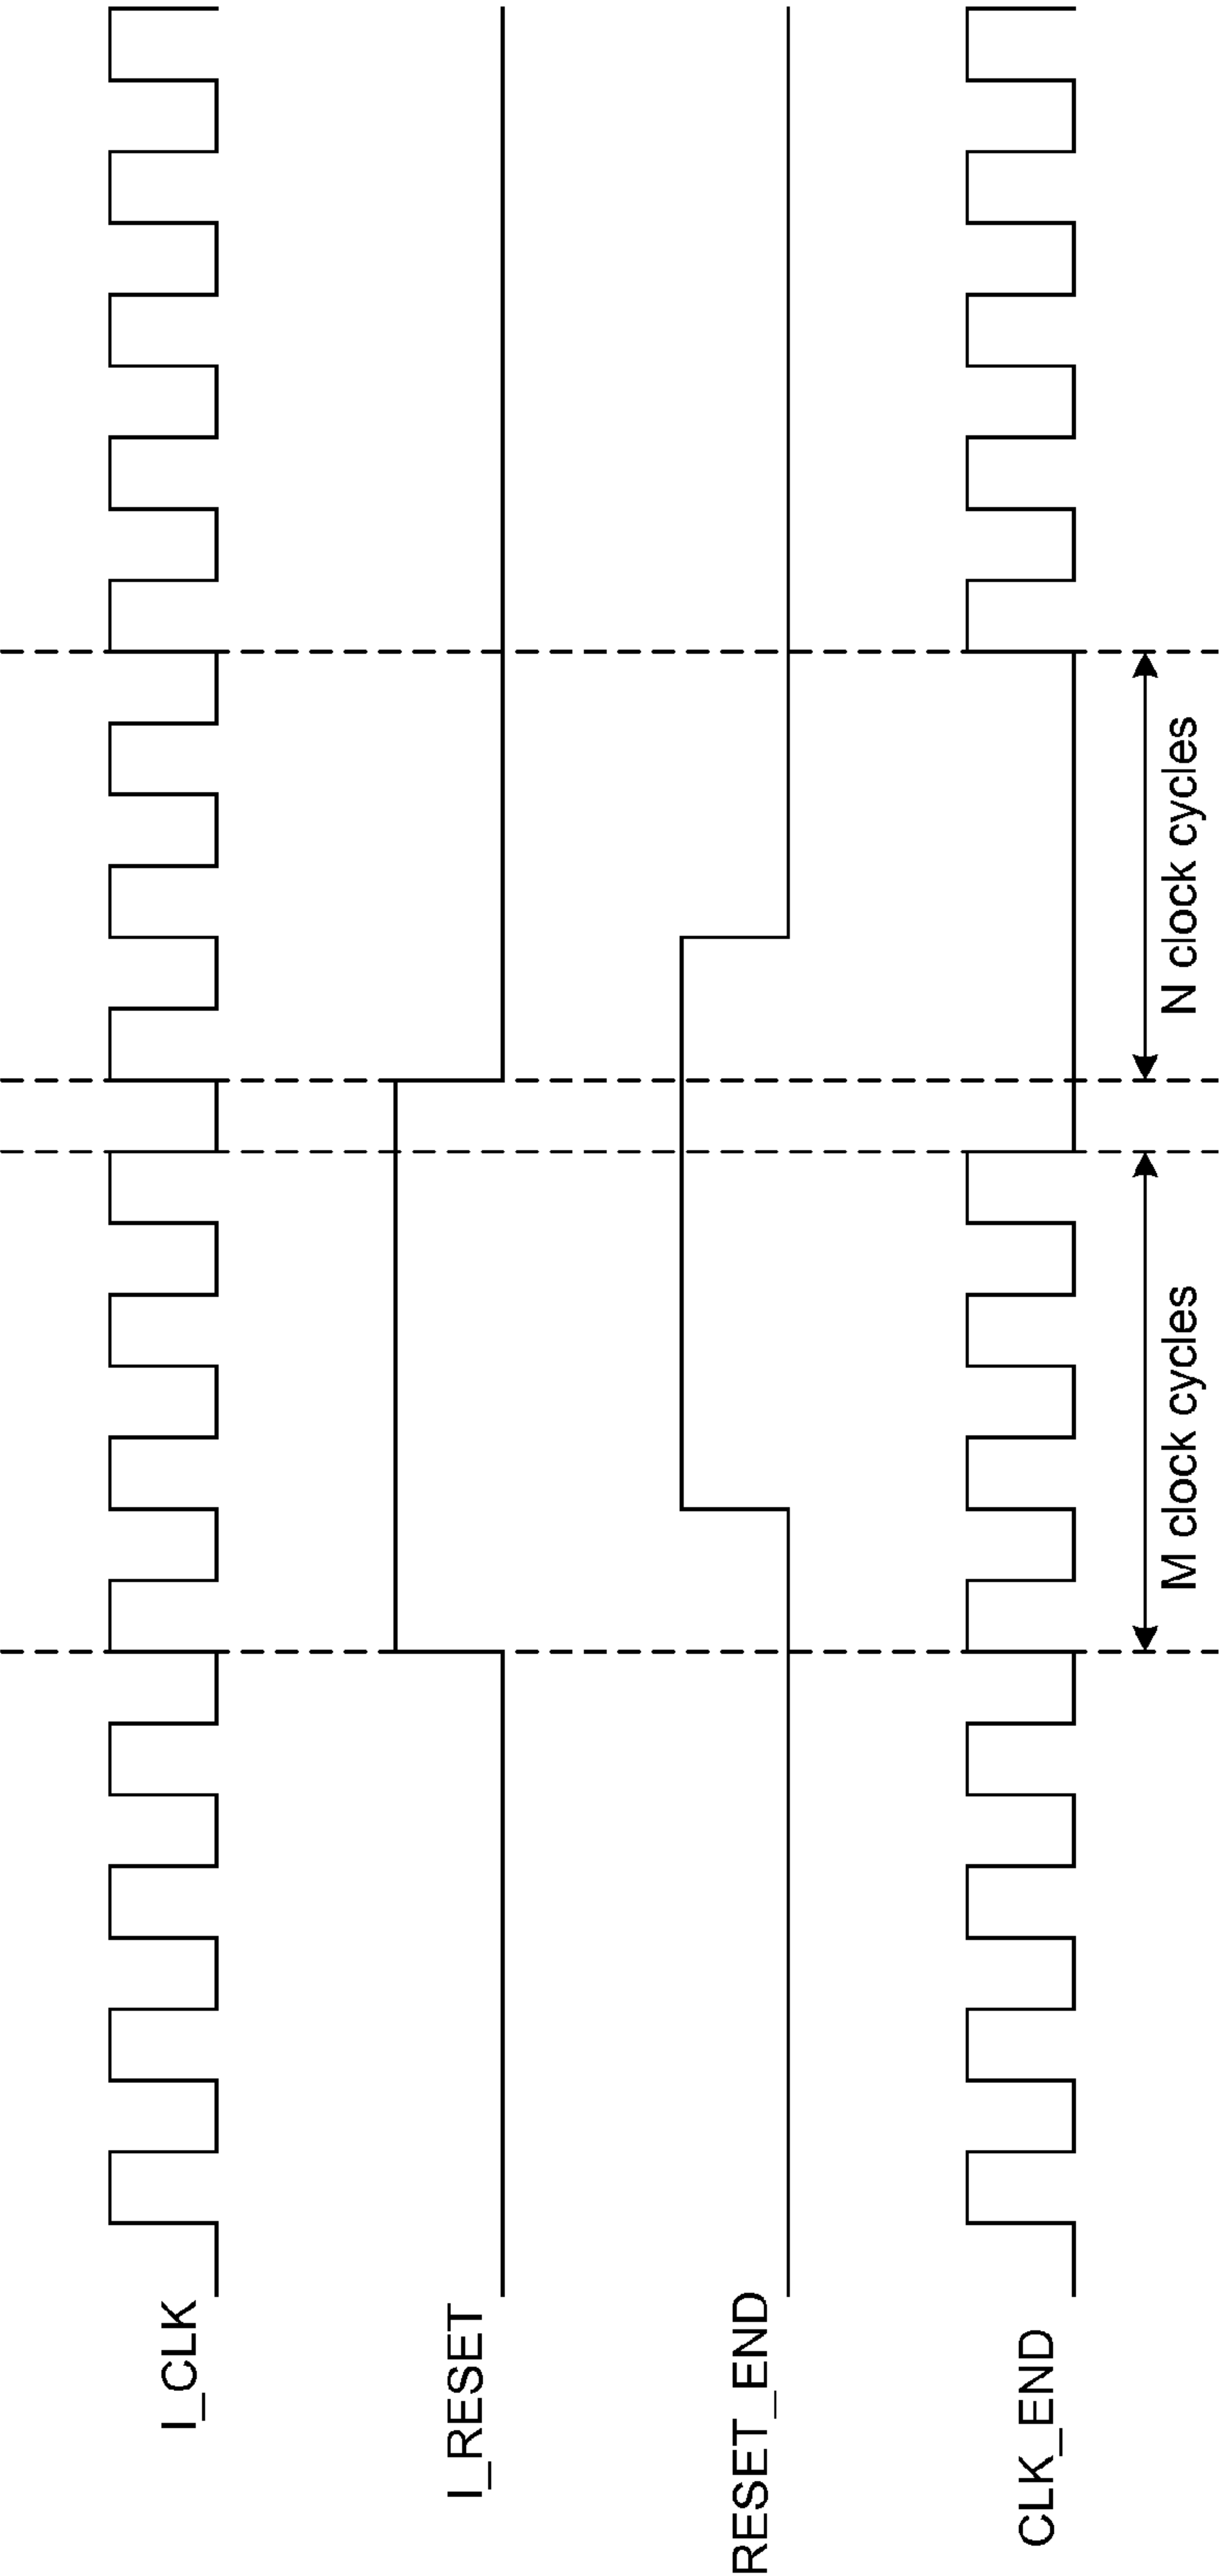 I_CLK
I_RESET
RESET_END
CLK_END
M clock cycles
N clock cycles